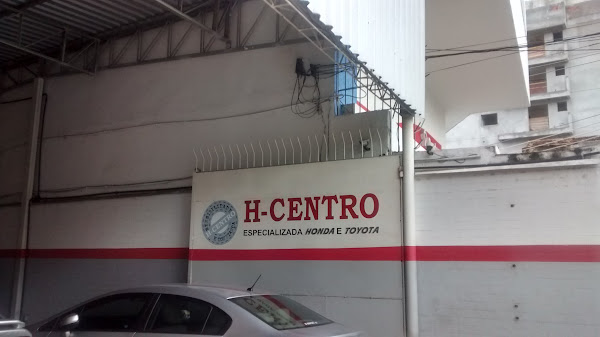 H-CENTRO
ESPECIALIZADA HONDA E TOYOTA